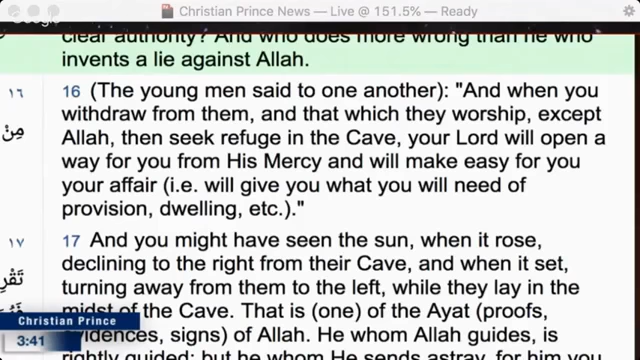 Christian Prince News — Live @ 151.5% — Ready
clear authority? And who does more wrong than he who
invents a lie against Allah.
١٦
16 (The young men said to one another): "And when you
withdraw from them, and that which they worship, except
مِنْ
Allah, then seek refuge in the Cave, your Lord will open a
way for you from His Mercy and will make easy for you
your affair (i.e. will give you what you will need of
provision, dwelling, etc.)."
١٧
17 And you might have seen the sun, when it rose,
declining to the right from their Cave, and when it set,
turning away from them to the left, while they lay in the
midst of the Cave. That is (one) of the Ayat (proofs,
evidences, signs) of Allah. He whom Allah guides, is
rightly guided; but he whom He sends astray, for him you
Christian Prince
3:41